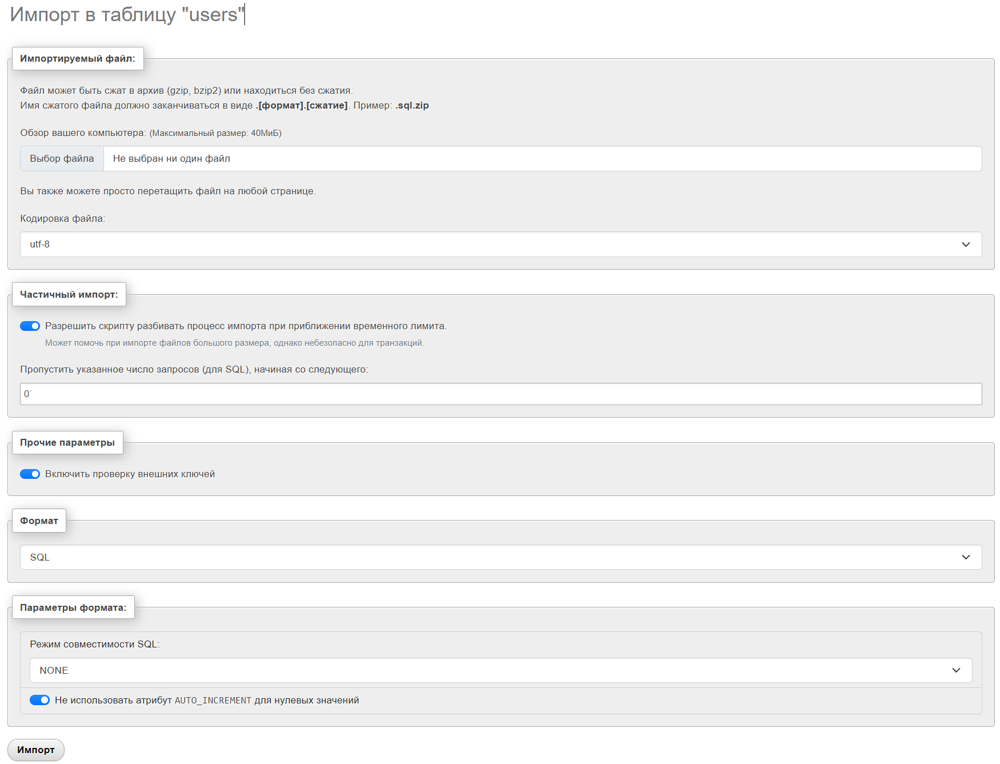 Импорт в таблицу "users"
Импортируемый файл:
Файл может быть сжат в архив (gzip, bzip2) или находиться без сжатия.
Имя сжатого файла должно заканчиваться в виде .[формат].[сжатие]. Пример: .sql.zip
Обзор вашего компьютера: (Максимальный размер: 40МиБ)
Выбор файла Не выбран ни один файл
Вы также можете просто перетащить файл на любой странице.
Кодировка файла:
utf-8
Частичный импорт:
Разрешить скрипту разбивать процесс импорта при приближении временного лимита.
Может помочь при импорте файлов большого размера, однако небезопасно для транзакций.
Пропустить указанное число запросов (для SQL), начиная со следующего:
0
Прочие параметры
Включить проверку внешних ключей
Формат
SQL
Параметры формата:
Режим совместимости SQL:
NONE
Не использовать атрибут AUTO_INCREMENT для нулевых значений
Импорт